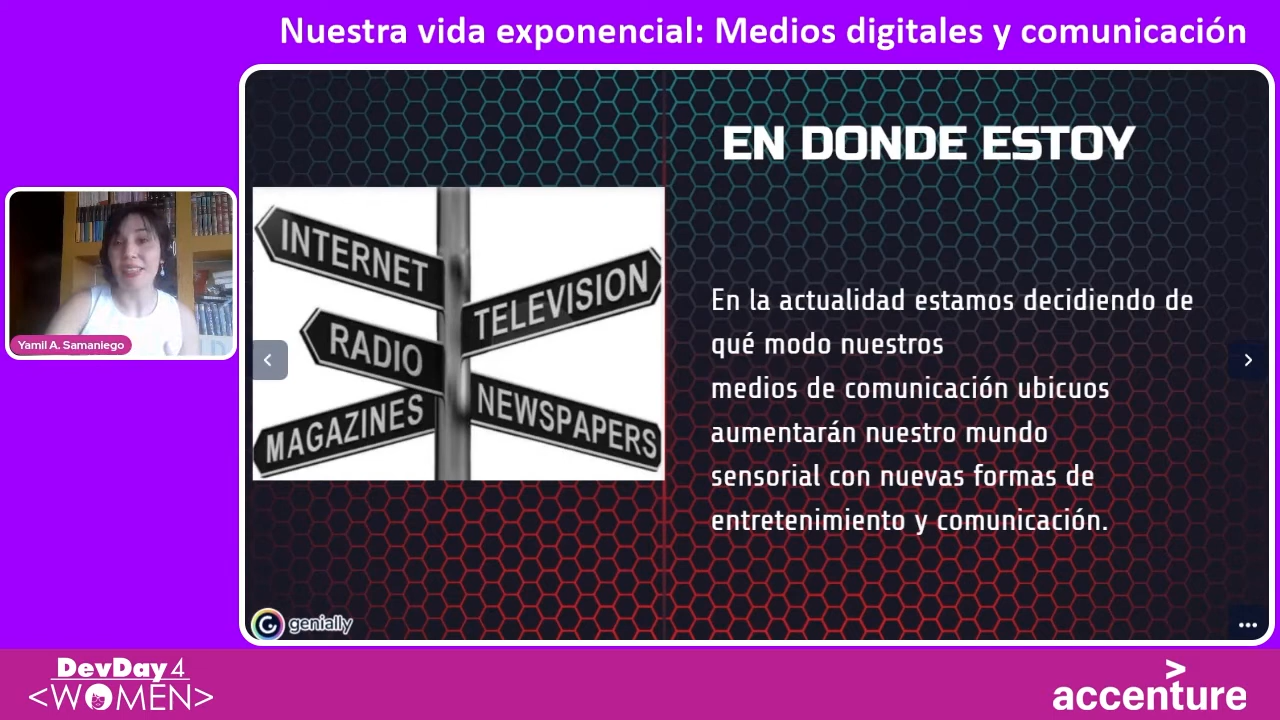 Nuestra vida exponencial: Medios digitales y comunicación
EN DONDE ESTOY
INTERNET
TELEVISION
RADIO
NEWSPAPERS
MAGAZINES
En la actualidad estamos decidiendo de
qué modo nuestros
medios de comunicación ubicuos
aumentarán nuestro mundo
sensorial con nuevas formas de
entretenimiento y comunicación.
Yamil A. Samaniego
genially
DevDay4
<WOMEN>
accenture